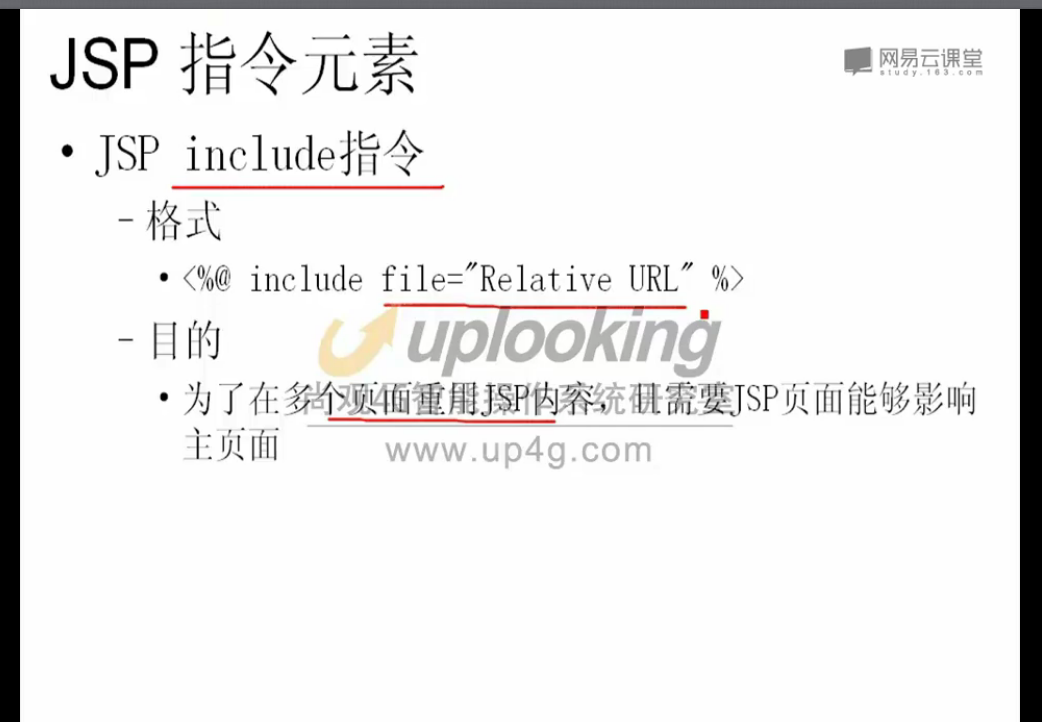 JSP 指令元素
网易云课堂
study.163.com
• JSP include指令
– 格式
• <%@ include file="Relative URL" %>
– 目的
uplooking
• 为了在多个页面重用JSP内容，且需要JSP页面能够影响
主页面
www.up4g.com